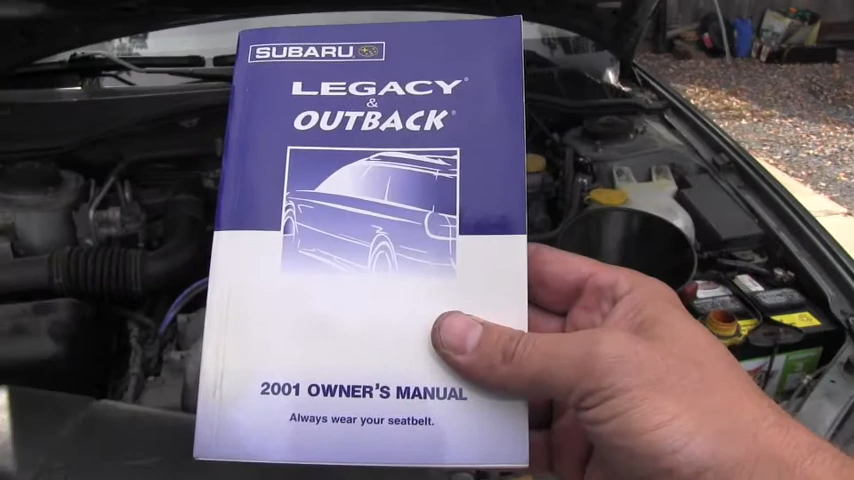 SUBARU
LEGACY®
&
OUTBACK®
2001 OWNER'S MANUAL
Always wear your seatbelt.